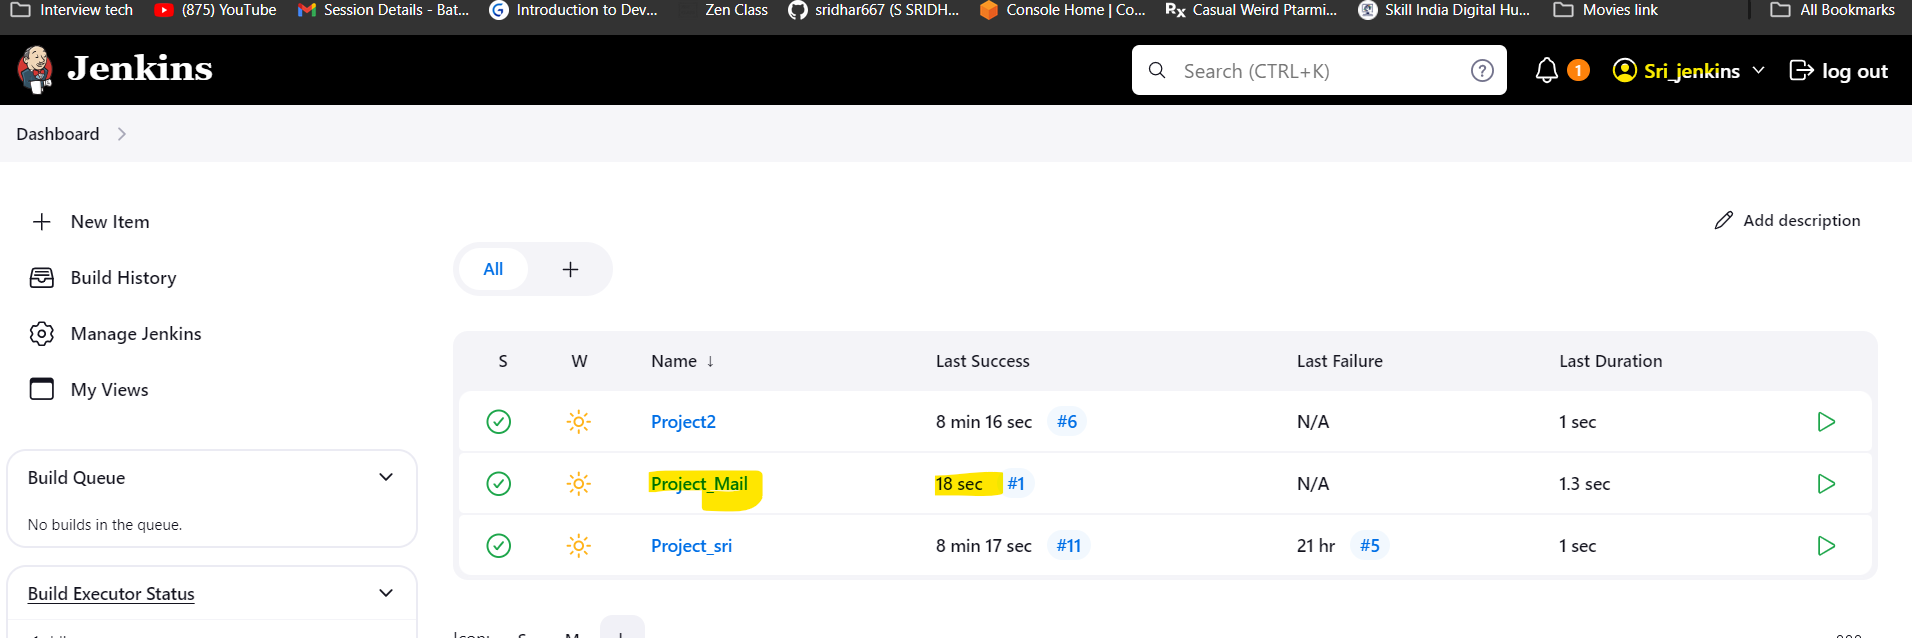 Interview tech (875) YouTube Session Details - Bat... Introduction to Dev... Zen Class sridhar667 (S SRIDH... Console Home | Co... Rx Casual Weird Ptarmi... Skill India Digital Hu... Movies link All Bookmarks
Jenkins Search (CTRL+K) ? 1 Sri_jenkins log out
Dashboard
New Item
Build History
Manage Jenkins
My Views
Build Queue
No builds in the queue.
Build Executor Status
Add description
All +
S W Name ↓ Last Success Last Failure Last Duration
Project2 8 min 16 sec #6 N/A 1 sec
Project_Mail 18 sec #1 N/A 1.3 sec
Project_sri 8 min 17 sec #11 21 hr #5 1 sec